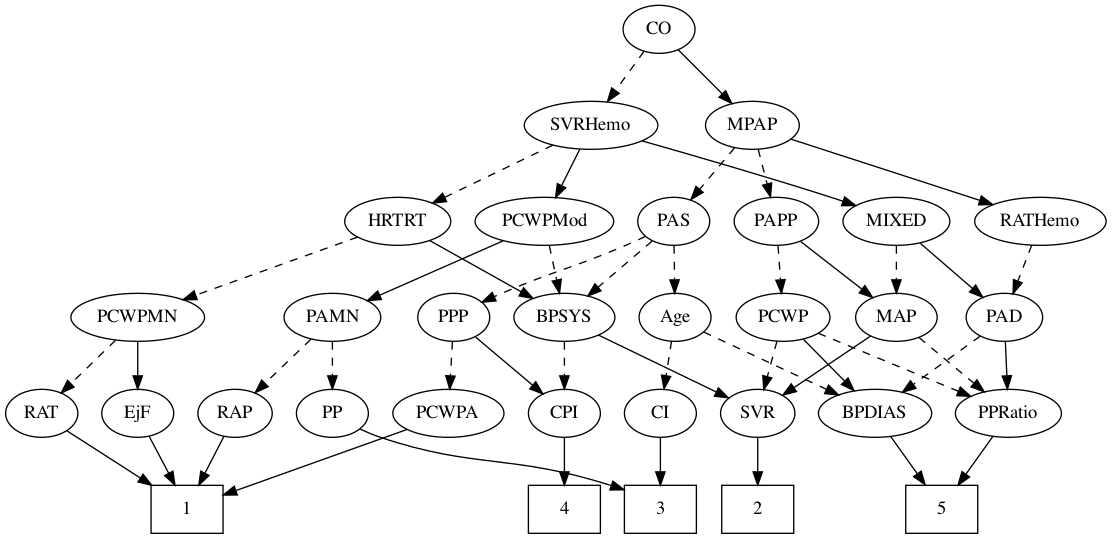 CO
SVRHemo
MPAP
HRTRT
PCWPMod
PAS
PAPP
MIXED
RATHemo
PCWPMN
PAMN
PPP
BPSYS
Age
PCWP
MAP
PAD
RAT
EjF
RAP
PP
PCWPA
CPI
CI
SVR
BPDIAS
PPRatio
1
4
3
2
5